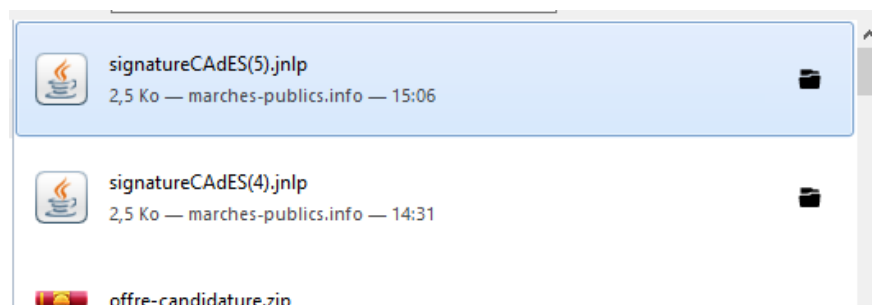 signatureCAdES(5).jnlp
2,5 Ko — marches-publics.info — 15:06
signatureCAdES(4).jnlp
2,5 Ko — marches-publics.info — 14:31
offre-candidature.zip